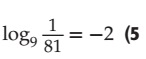 log₉ 1/81 = −2 (5